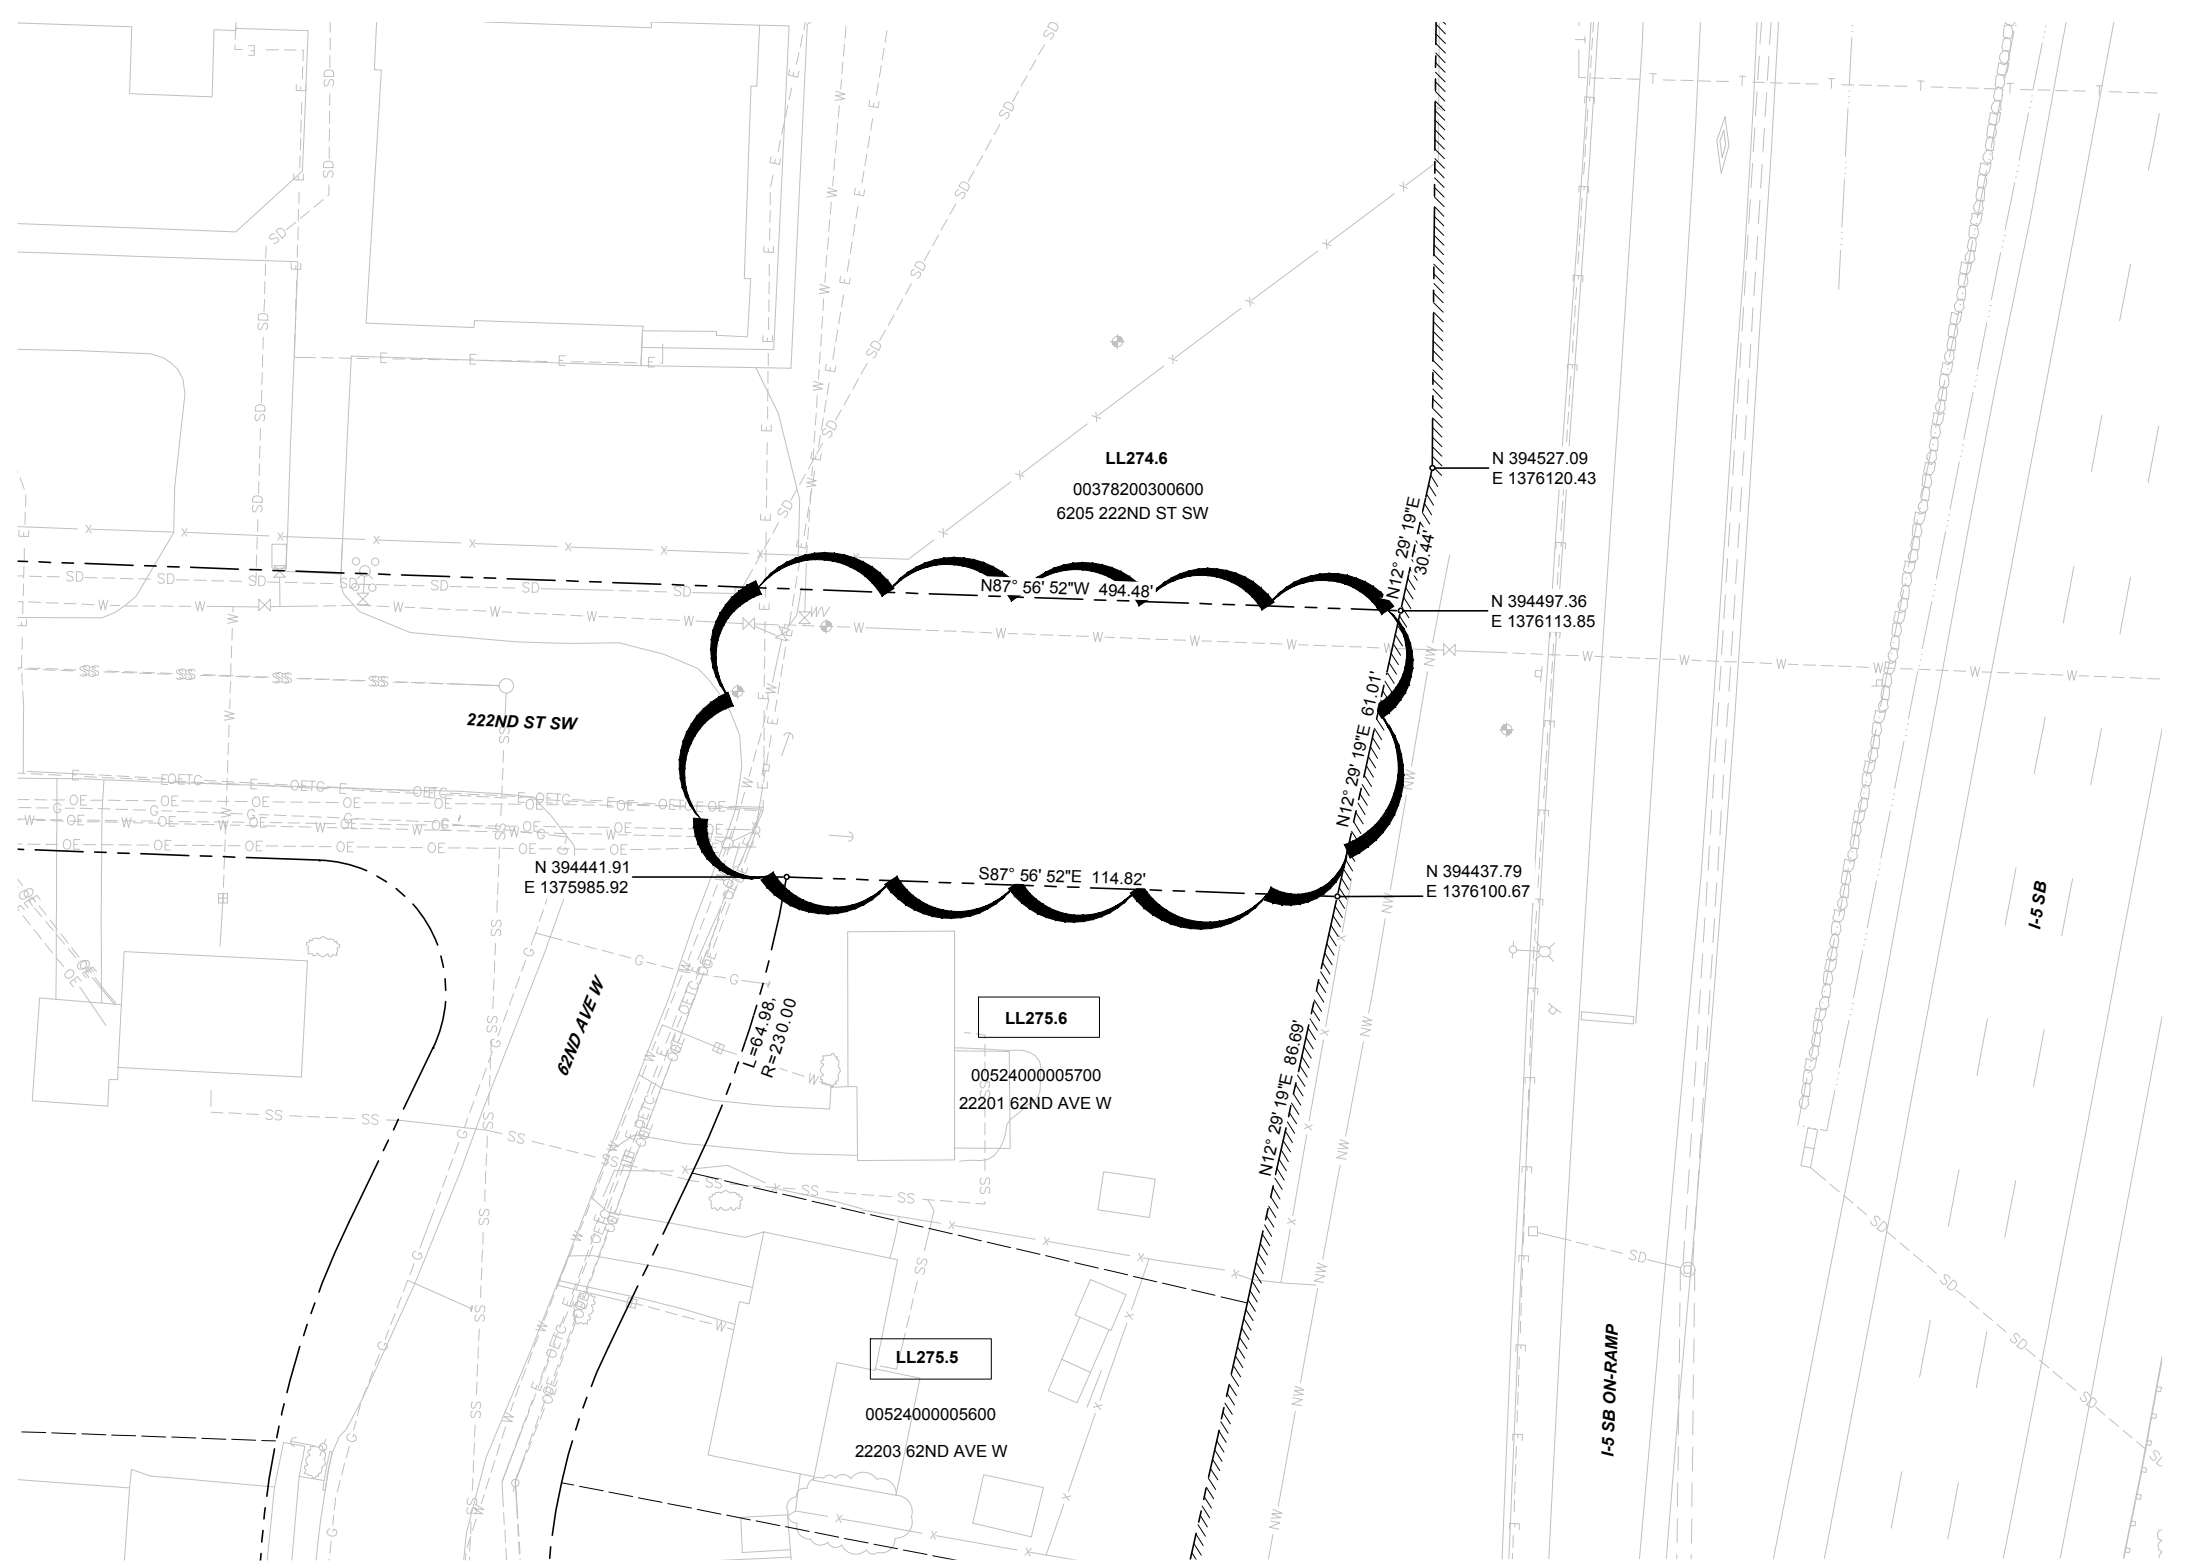 LL274.6
00378200300600
6205 222ND ST SW
N 394527.09
E 1376120.43
N12° 29' 19"E
30.44'
N87° 56' 52"W 494.48'
N 394497.36
E 1376113.85
222ND ST SW
N12° 29' 19"E 61.01'
N 394441.91
E 1375985.92
S87° 56' 52"E 114.82'
N 394437.79
E 1376100.67
I-5 SB
62ND AVE W
L=64.98,
R=230.00
LL275.6
00524000005700
22201 62ND AVE W
N12° 29' 19"E 86.69'
LL275.5
00524000005600
22203 62ND AVE W
I-5 SB ON-RAMP